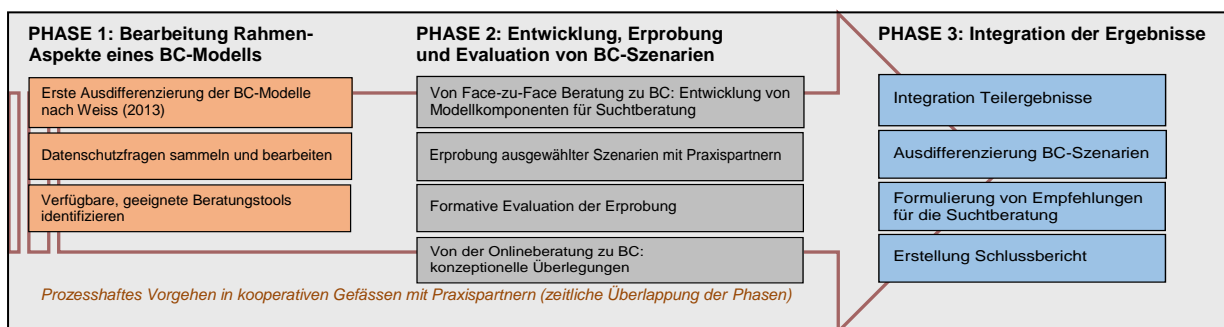 PHASE 1: Bearbeitung Rahmen-
Aspekte eines BC-Modells
Erste Ausdifferenzierung der BC-Modelle
nach Weiss (2013)
Datenschutzfragen sammeln und bearbeiten
Verfügbare, geeignete Beratungstools
identifizieren
PHASE 2: Entwicklung, Erprobung
und Evaluation von BC-Szenarien
Von Face-zu-Face Beratung zu BC: Entwicklung von
Modellkomponenten für Suchtberatung
Erprobung ausgewählter Szenarien mit Praxispartnern
Formative Evaluation der Erprobung
Von der Onlineberatung zu BC:
konzeptionelle Überlegungen
PHASE 3: Integration der Ergebnisse
Integration Teilergebnisse
Ausdifferenzierung BC-Szenarien
Formulierung von Empfehlungen
für die Suchtberatung
Erstellung Schlussbericht
Prozesshaftes Vorgehen in kooperativen Gefässen mit Praxispartnern (zeitliche Überlappung der Phasen)